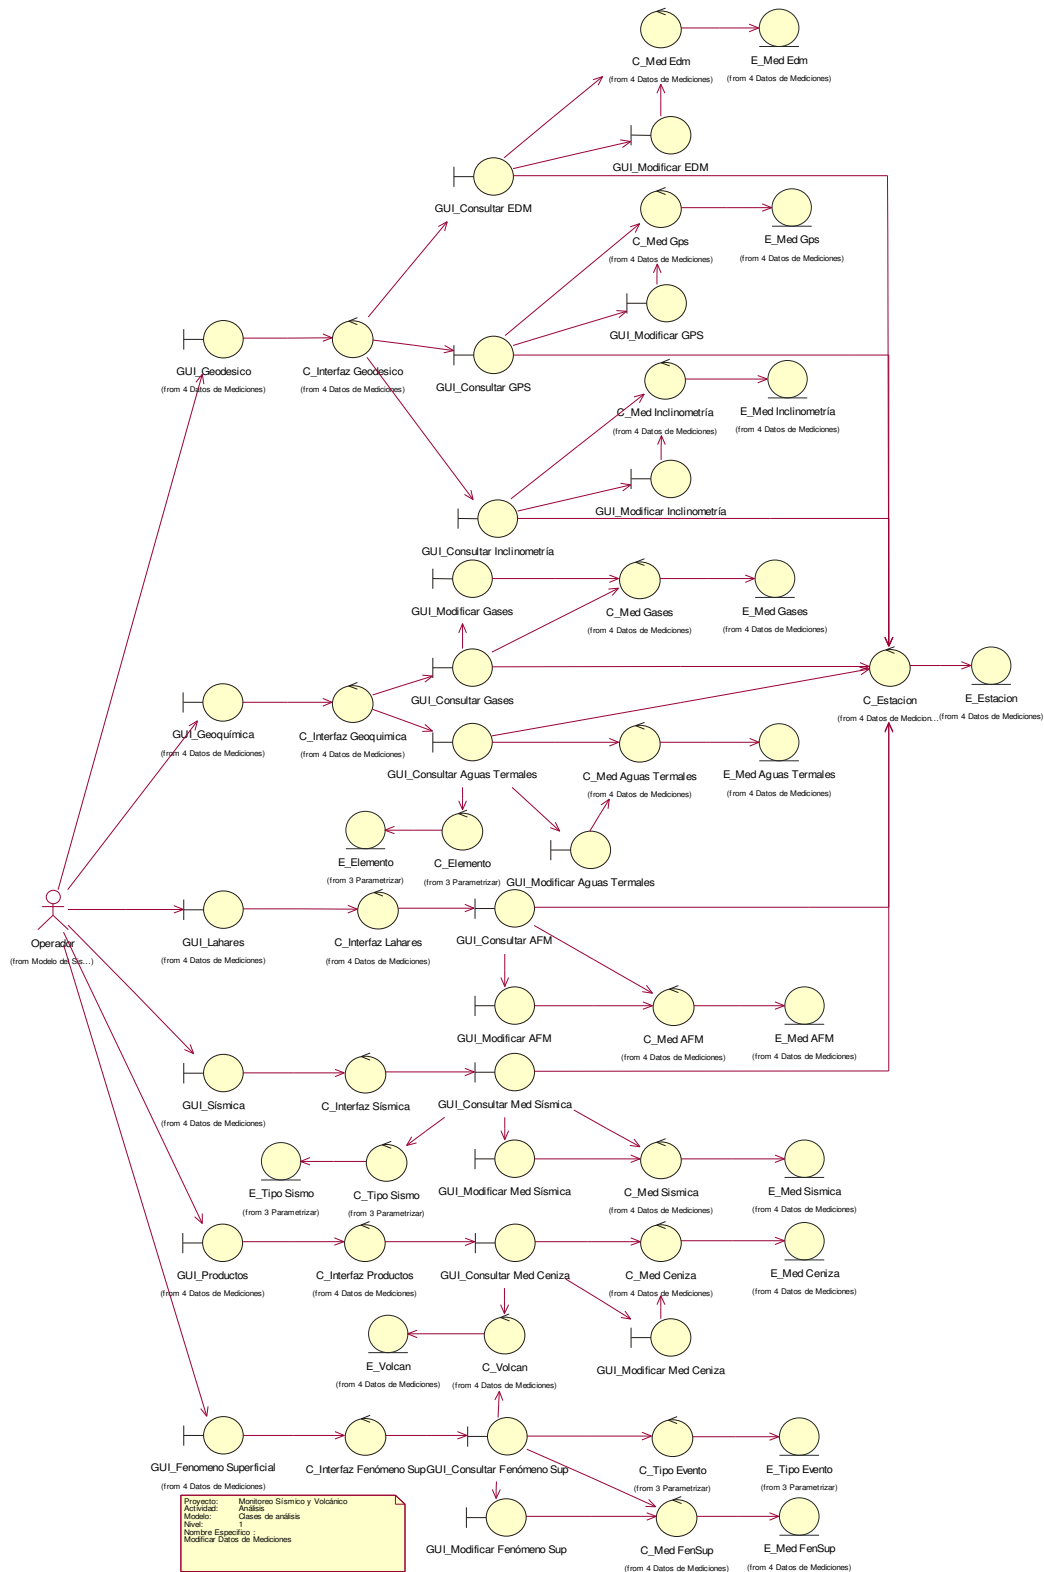 C_Med Edm
(from 4 Datos de Mediciones)
E_Med Edm
(from 4 Datos de Mediciones)
GUI_Modificar EDM
GUI_Consultar EDM
C_Med Gps
(from 4 Datos de Mediciones)
E_Med Gps
(from 4 Datos de Mediciones)
GUI_Modificar GPS
GUI_Geodesico
(from 4 Datos de Mediciones)
C_Interfaz Geodesico
(from 4 Datos de Mediciones)
GUI_Consultar GPS
C_Med Inclinometría
(from 4 Datos de Mediciones)
E_Med Inclinometría
(from 4 Datos de Mediciones)
GUI_Modificar Inclinometría
GUI_Consultar Inclinometría
GUI_Modificar Gases
C_Med Gases
(from 4 Datos de Mediciones)
E_Med Gases
(from 4 Datos de Mediciones)
GUI_Consultar Gases
C_Estacion
(from 4 Datos de Medicion...
E_Estacion
(from 4 Datos de Mediciones)
GUI_Geoquímica
(from 4 Datos de Mediciones)
C_Interfaz Geoquimica
(from 4 Datos de Mediciones)
GUI_Consultar Aguas Termales
C_Med Aguas Termales
(from 4 Datos de Mediciones)
E_Med Aguas Termales
(from 4 Datos de Mediciones)
E_Elemento
(from 3 Parametrizar)
C_Elemento
(from 3 Parametrizar)
GUI_Modificar Aguas Termales
Operador
(from Modelo del Sis...)
GUI_Lahares
(from 4 Datos de Mediciones)
C_Interfaz Lahares
(from 4 Datos de Mediciones)
GUI_Consultar AFM
GUI_Modificar AFM
C_Med AFM
(from 4 Datos de Mediciones)
E_Med AFM
(from 4 Datos de Mediciones)
GUI_Sísmica
(from 4 Datos de Mediciones)
C_Interfaz Sísmica
GUI_Consultar Med Sísmica
E_Tipo Sismo
(from 3 Parametrizar)
C_Tipo Sismo
(from 3 Parametrizar)
GUI_Modificar Med Sísmica
C_Med Sismica
(from 4 Datos de Mediciones)
E_Med Sismica
(from 4 Datos de Mediciones)
GUI_Productos
(from 4 Datos de Mediciones)
C_Interfaz Productos
(from 4 Datos de Mediciones)
GUI_Consultar Med Ceniza
C_Med Ceniza
(from 4 Datos de Mediciones)
E_Med Ceniza
(from 4 Datos de Mediciones)
E_Volcan
(from 4 Datos de Mediciones)
C_Volcan
(from 4 Datos de Mediciones)
GUI_Modificar Med Ceniza
GUI_Fenomeno Superficial
(from 4 Datos de Mediciones)
C_Interfaz Fenómeno Sup
GUI_Consultar Fenómeno Sup
C_Tipo Evento
(from 3 Parametrizar)
E_Tipo Evento
(from 3 Parametrizar)
GUI_Modificar Fenómeno Sup
C_Med FenSup
(from 4 Datos de Mediciones)
E_Med FenSup
(from 4 Datos de Mediciones)
Proyecto: Monitoreo Sísmico y Volcánico
Actividad: Análisis
Modelo: Clases de análisis
Nivel: 1
Nombre Especifico :
Modificar Datos de Mediciones